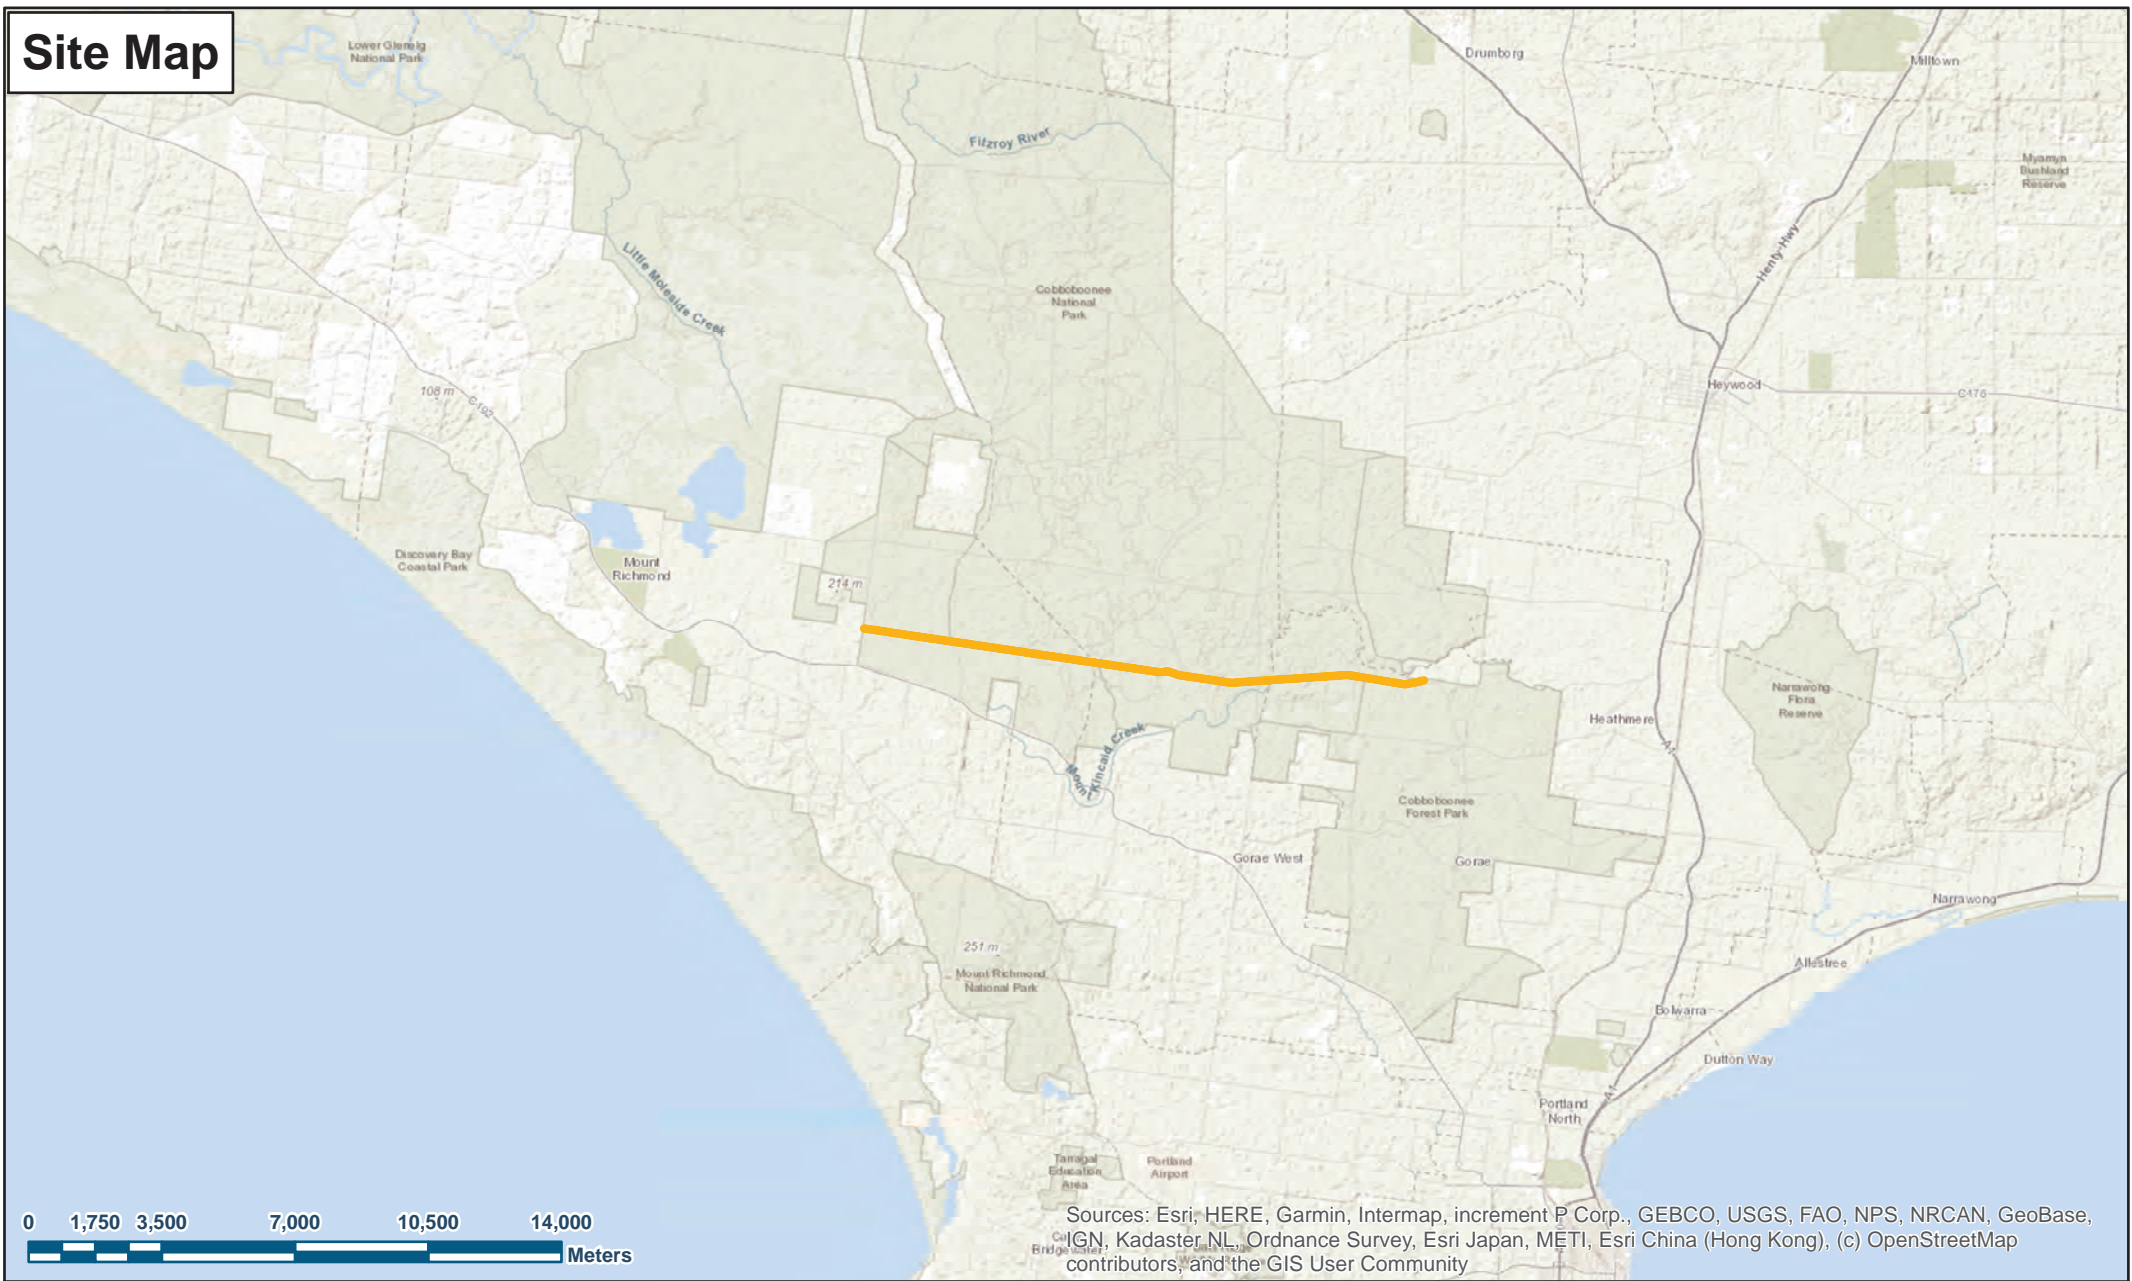 Site Map
Lower Glenelg
National Park
Drumborg
Milltown
Fitzroy River
Myamyn
Bushland
Reserve
Little Moleside Creek
Henty Hwy
Cobboboonee
National
Park
108 m
C192
Heywood
C176
Discovery Bay
Coastal Park
Mount
Richmond
214 m
Narrawong
Flora
Reserve
Heathmere
A1
Mount Kincaid Creek
Cobboboonee
Forest Park
Gorae West
Gorae
Narrawong
251 m
Mount Richmond
National Park
Allestree
Bolwarra
Dutton Way
A1
Portland
North
Tarragal
Education
Area
Portland
Airport
Bridgewater
0 1,750 3,500 7,000 10,500 14,000
Meters
Sources: Esri, HERE, Garmin, Intermap, increment P Corp., GEBCO, USGS, FAO, NPS, NRCAN, GeoBase,
IGN, Kadaster NL, Ordnance Survey, Esri Japan, METI, Esri China (Hong Kong), (c) OpenStreetMap
contributors, and the GIS User Community